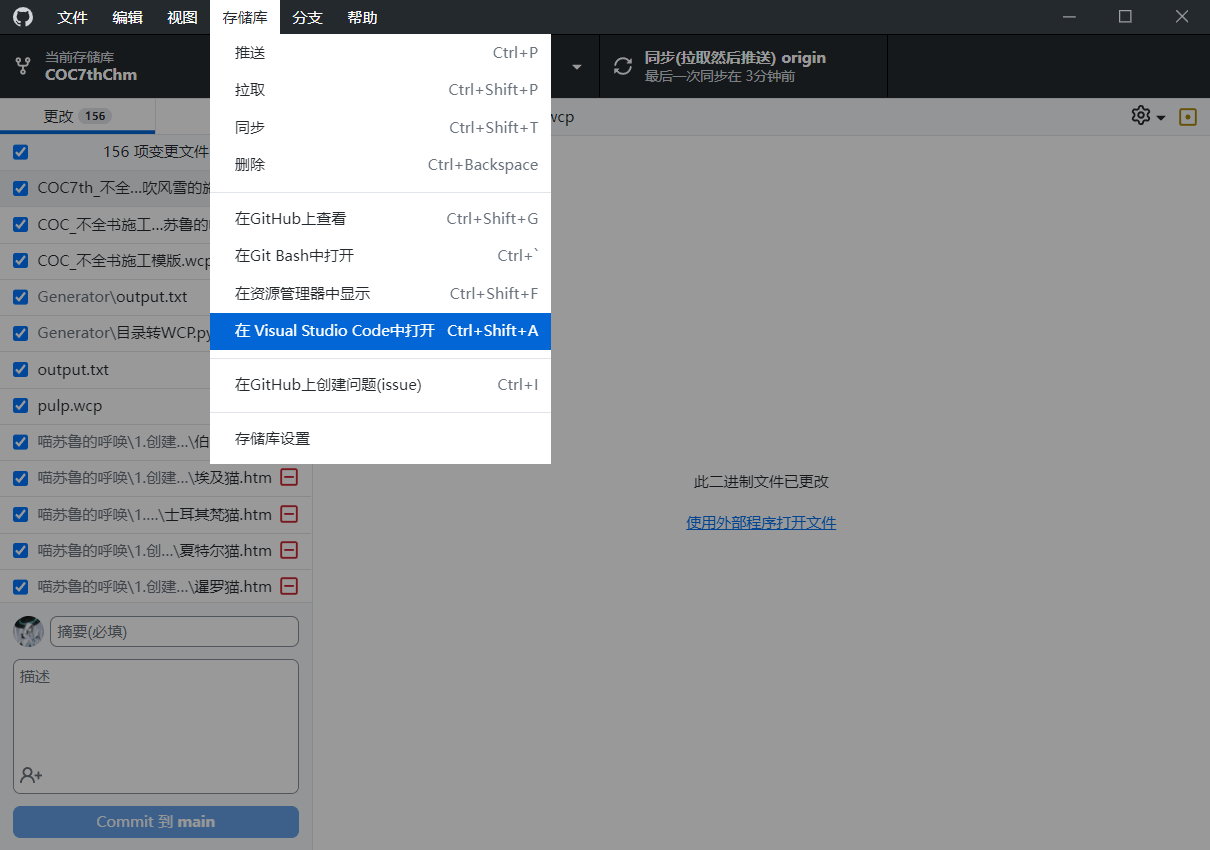 文件 编辑 视图 存储库 分支 帮助
当前存储库
COC7thChm
同步(拉取然后推送) origin
最后一次同步在 3分钟前
推送 Ctrl+P
拉取 Ctrl+Shift+P
同步 Ctrl+Shift+T
删除 Ctrl+Backspace
在GitHub上查看 Ctrl+Shift+G
在Git Bash中打开 Ctrl+`
在资源管理器中显示 Ctrl+Shift+F
在 Visual Studio Code中打开 Ctrl+Shift+A
在GitHub上创建问题(issue) Ctrl+I
存储库设置
更改 156
wcp
156 项变更文件
COC7th_不全...吹风雪的施
COC_不全书施工...苏鲁的
COC_不全书施工模版.wcp
Generator\output.txt
Generator\目录转WCP.py
output.txt
pulp.wcp
喵苏鲁的呼唤\1.创建...\伯
喵苏鲁的呼唤\1.创建...\埃及猫.htm
喵苏鲁的呼唤\1....\土耳其梵猫.htm
喵苏鲁的呼唤\1.创...\夏特尔猫.htm
喵苏鲁的呼唤\1.创建...\暹罗猫.htm
此二进制文件已更改
使用外部程序打开文件
摘要(必填)
描述
Commit 到 main